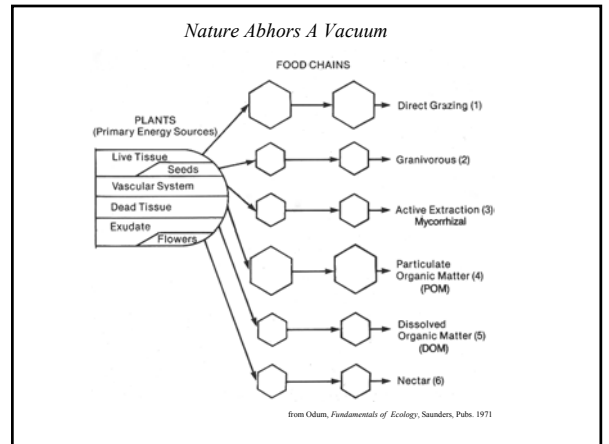 Nature Abhors A Vacuum
FOOD CHAINS
PLANTS
(Primary Energy Sources)
Live Tissue
Seeds
Vascular System
Dead Tissue
Exudate
Flowers
Direct Grazing (1)
Granivorous (2)
Active Extraction (3)
Mycorrhizal
Particulate
Organic Matter (4)
(POM)
Dissolved
Organic Matter (5)
(DOM)
Nectar (6)
from Odum, Fundamentals of Ecology, Saunders, Pubs. 1971